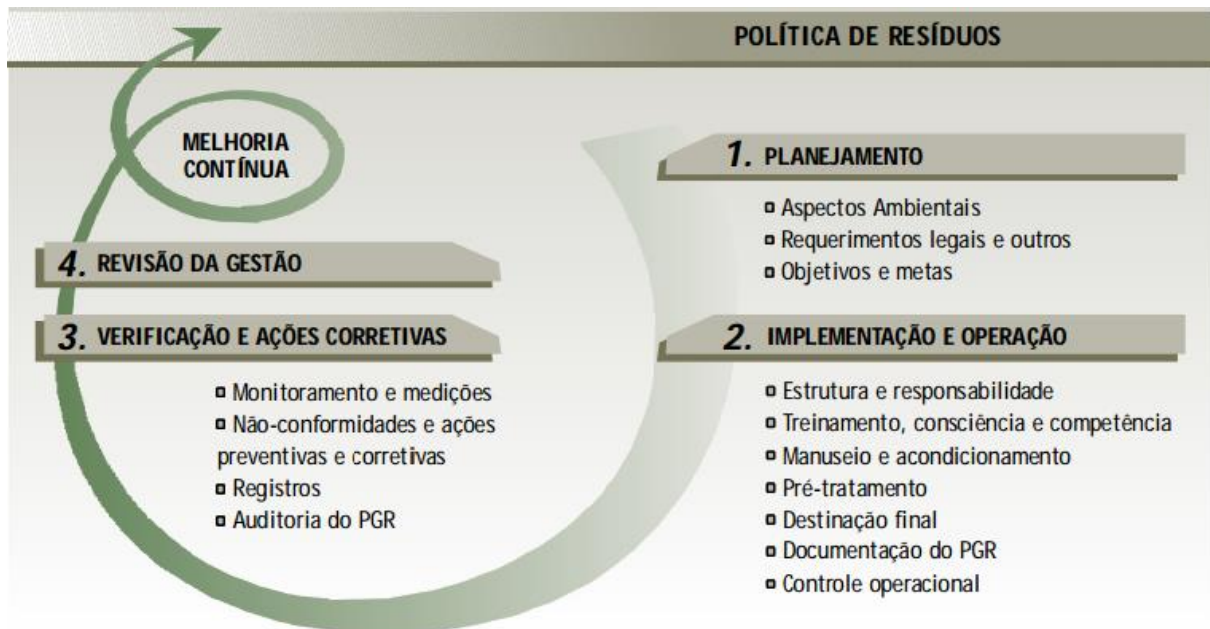 POLÍTICA DE RESÍDUOS
MELHORIA
CONTÍNUA
1. PLANEJAMENTO
Aspectos Ambientais
Requerimentos legais e outros
Objetivos e metas
2. IMPLEMENTAÇÃO E OPERAÇÃO
Estrutura e responsabilidade
Treinamento, consciência e competência
Manuseio e acondicionamento
Pré-tratamento
Destinação final
Documentação do PGR
Controle operacional
3. VERIFICAÇÃO E AÇÕES CORRETIVAS
Monitoramento e medições
Não-conformidades e ações
preventivas e corretivas
Registros
Auditoria do PGR
4. REVISÃO DA GESTÃO